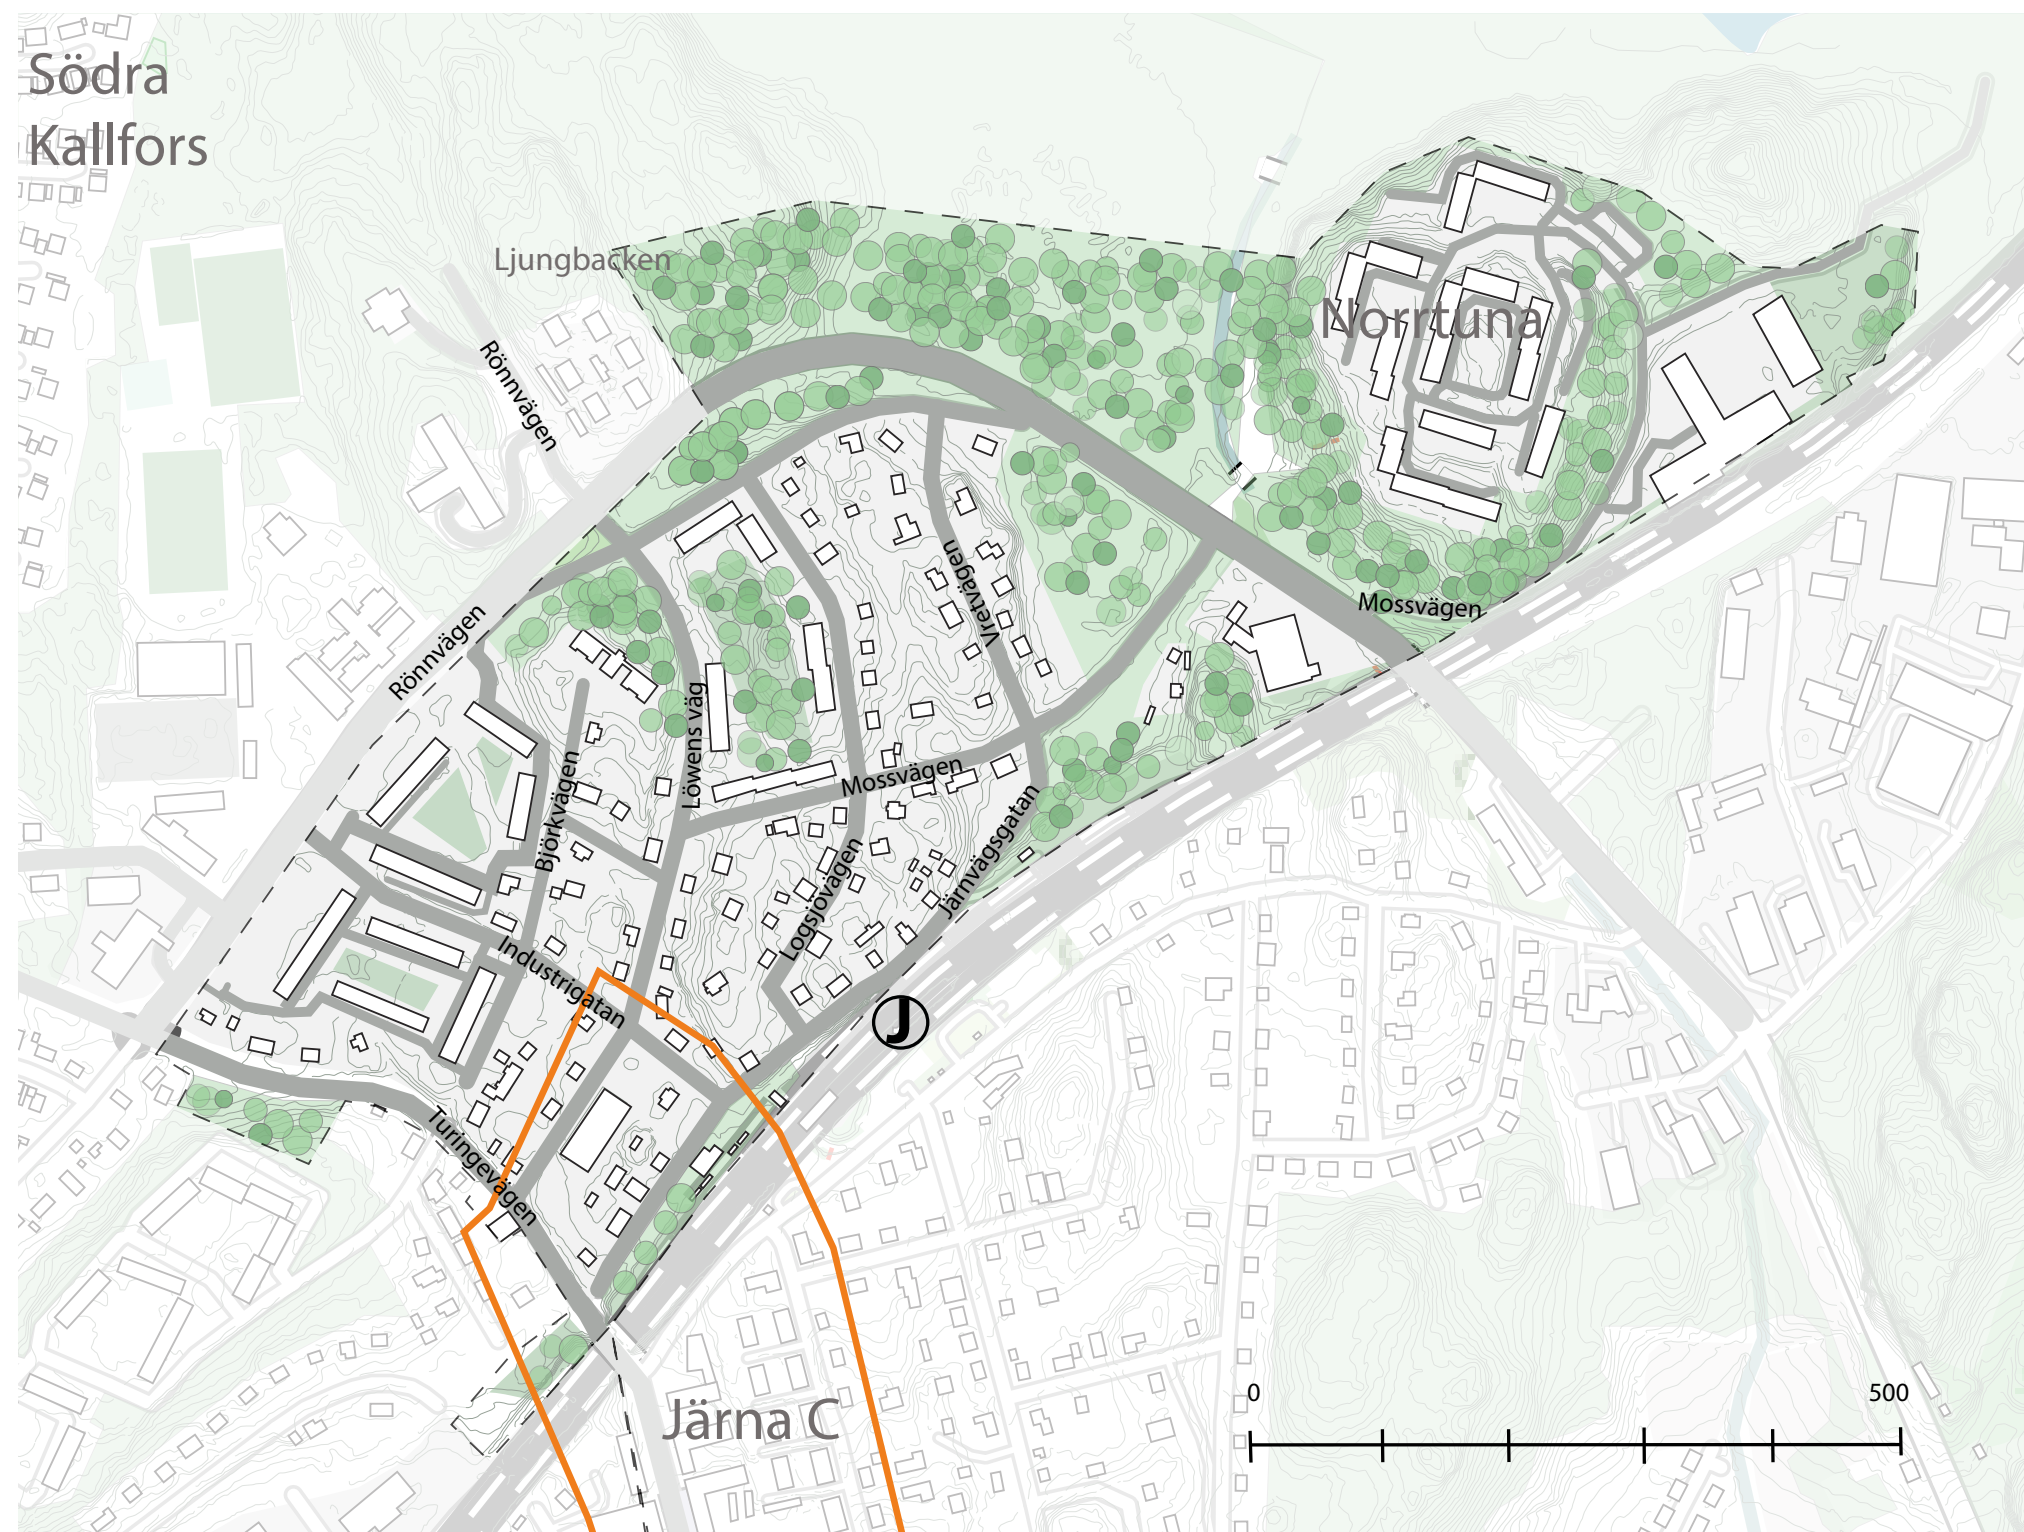 Södra
Kallfors
Ljungbacken
Norrtuna
Rönnvägen
Vretvägen
Mossvägen
Rönnvägen
Löwens väg
Björkvägen
Mossvägen
Järnvägsgatan
Logsjövägen
Industrigatan
J
Turingevägen
Järna C
0
500